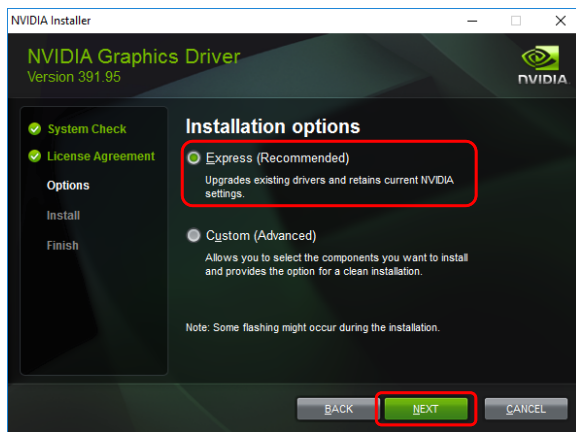 NVIDIA Installer
NVIDIA Graphics Driver
Version 391.95
NVIDIA.
System Check
License Agreement
Options
Install
Finish
Installation options
Express (Recommended)
Upgrades existing drivers and retains current NVIDIA
settings.
Custom (Advanced)
Allows you to select the components you want to install
and provides the option for a clean installation.
Note: Some flashing might occur during the installation.
BACK
NEXT
CANCEL